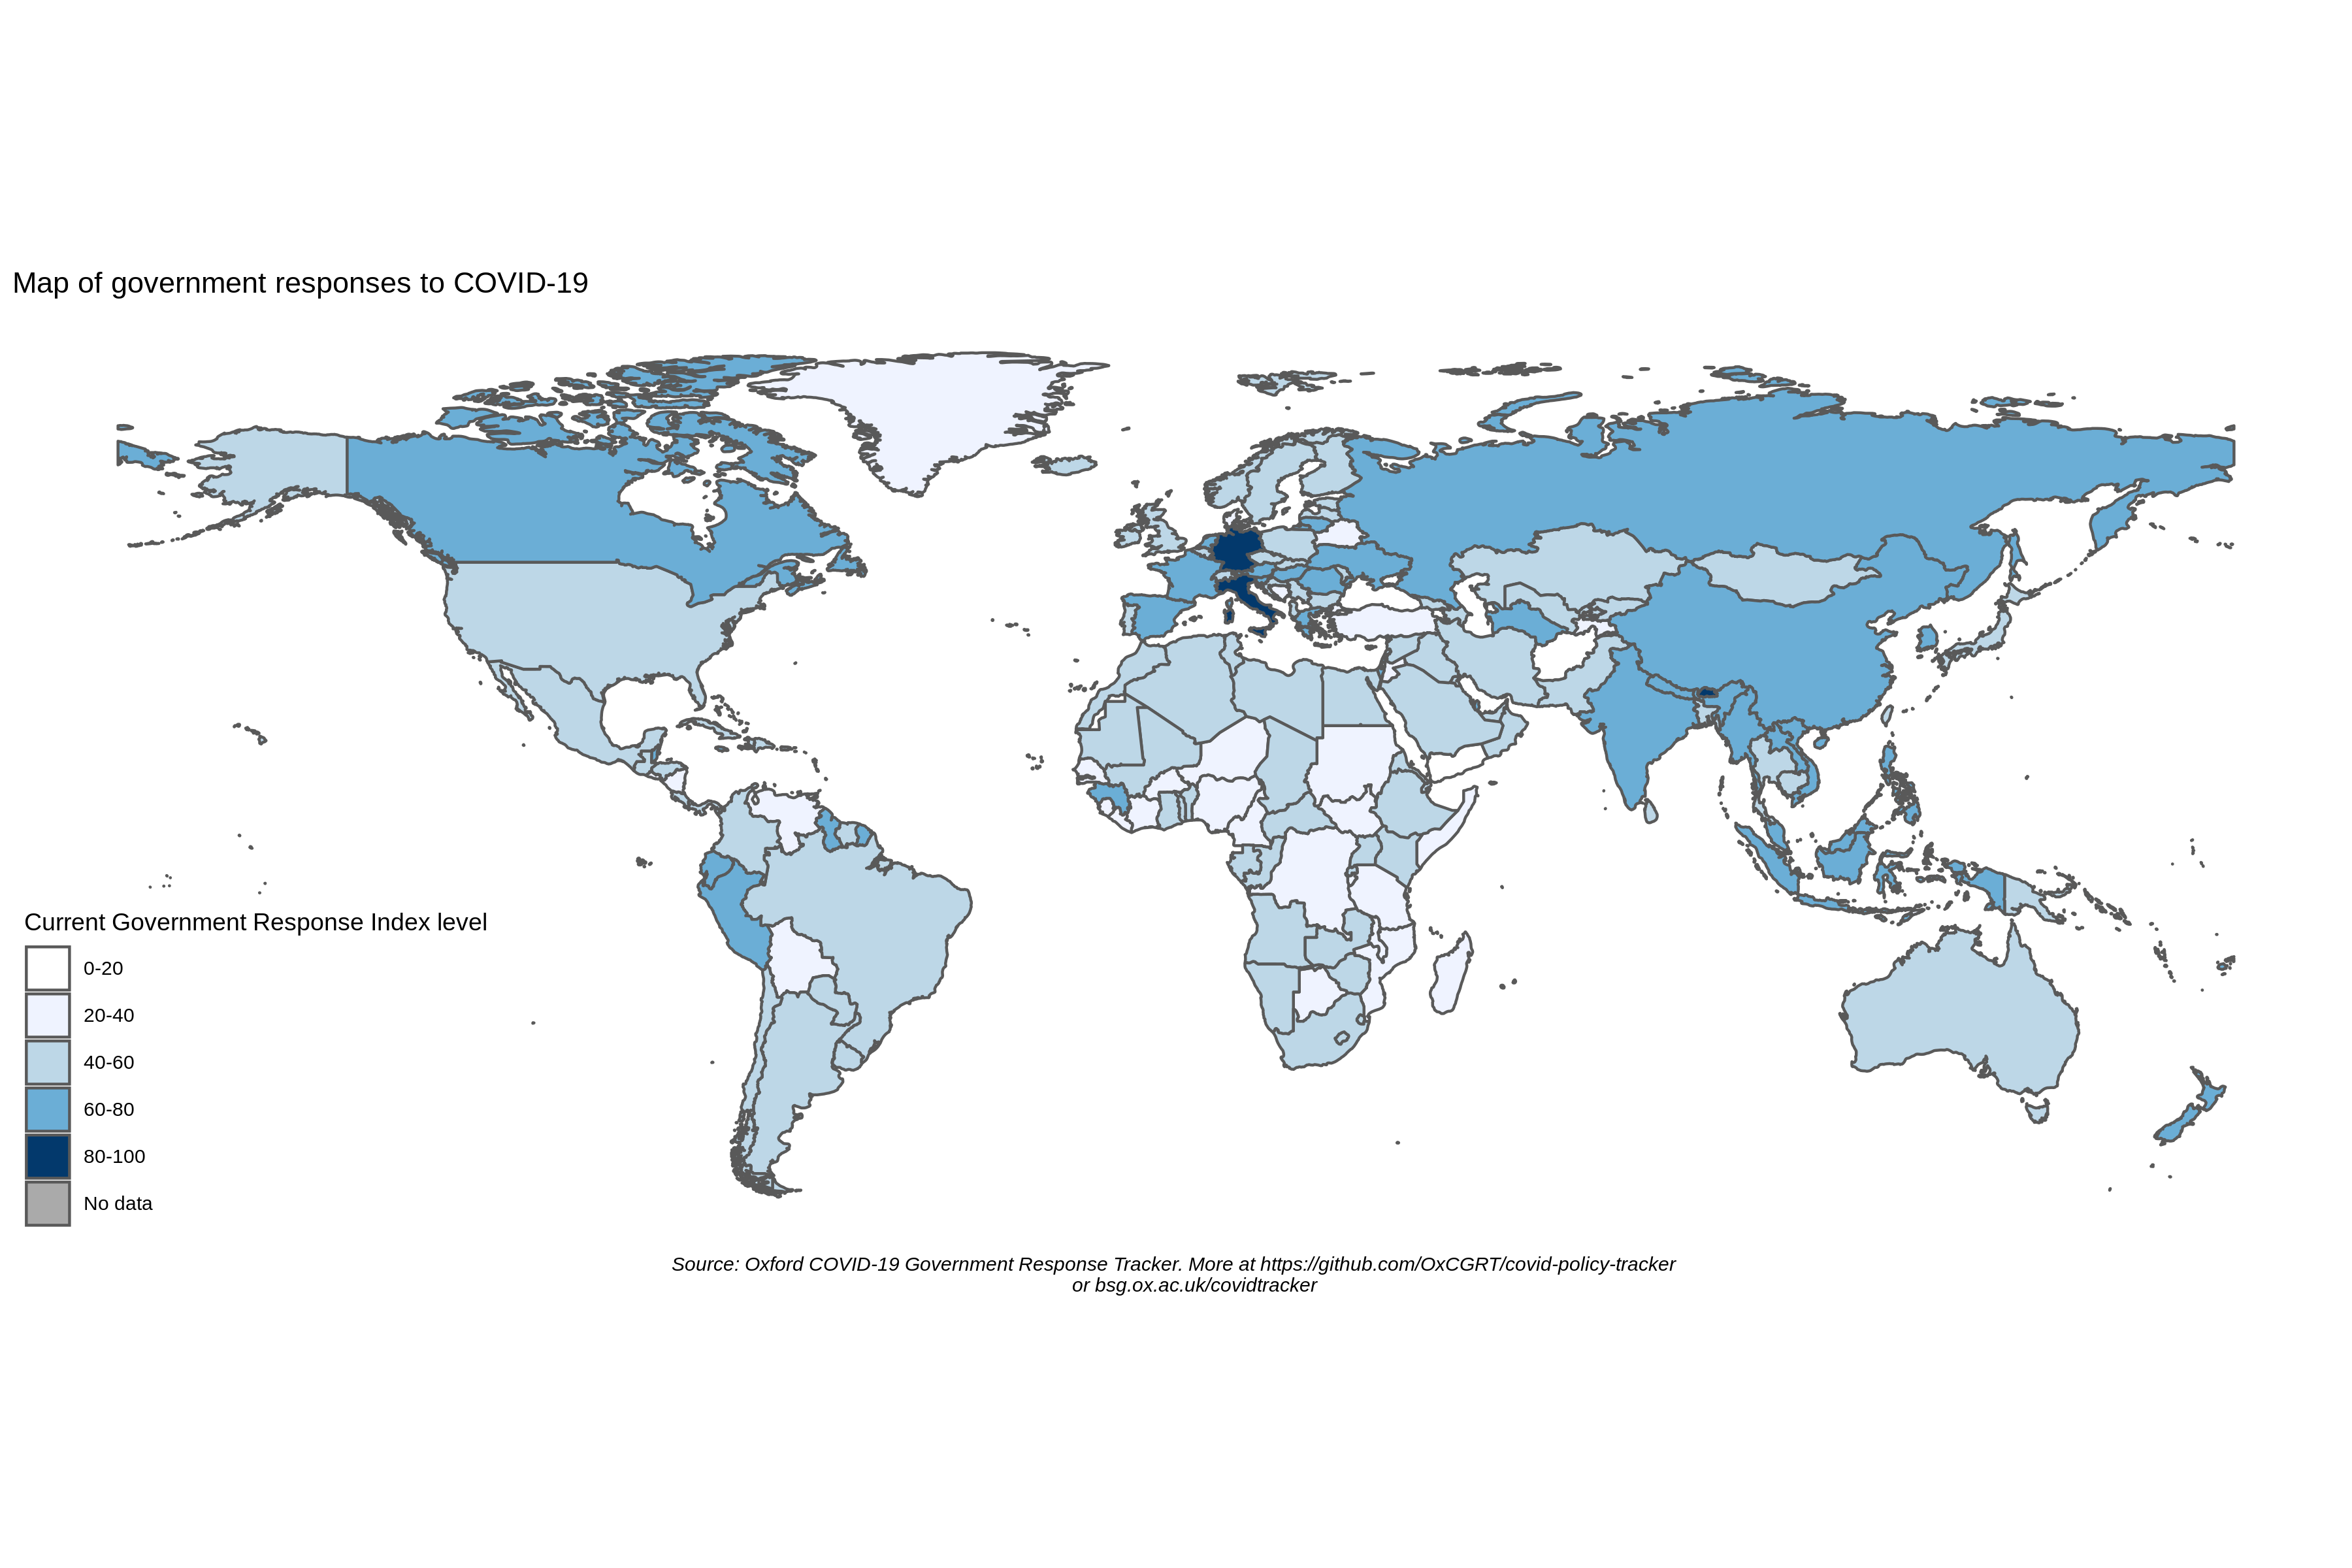 Map of government responses to COVID-19
Current Government Response Index level
0-20
20-40
40-60
60-80
80-100
No data
Source: Oxford COVID-19 Government Response Tracker. More at https://github.com/OxCGRT/covid-policy-tracker
or bsg.ox.ac.uk/covidtracker